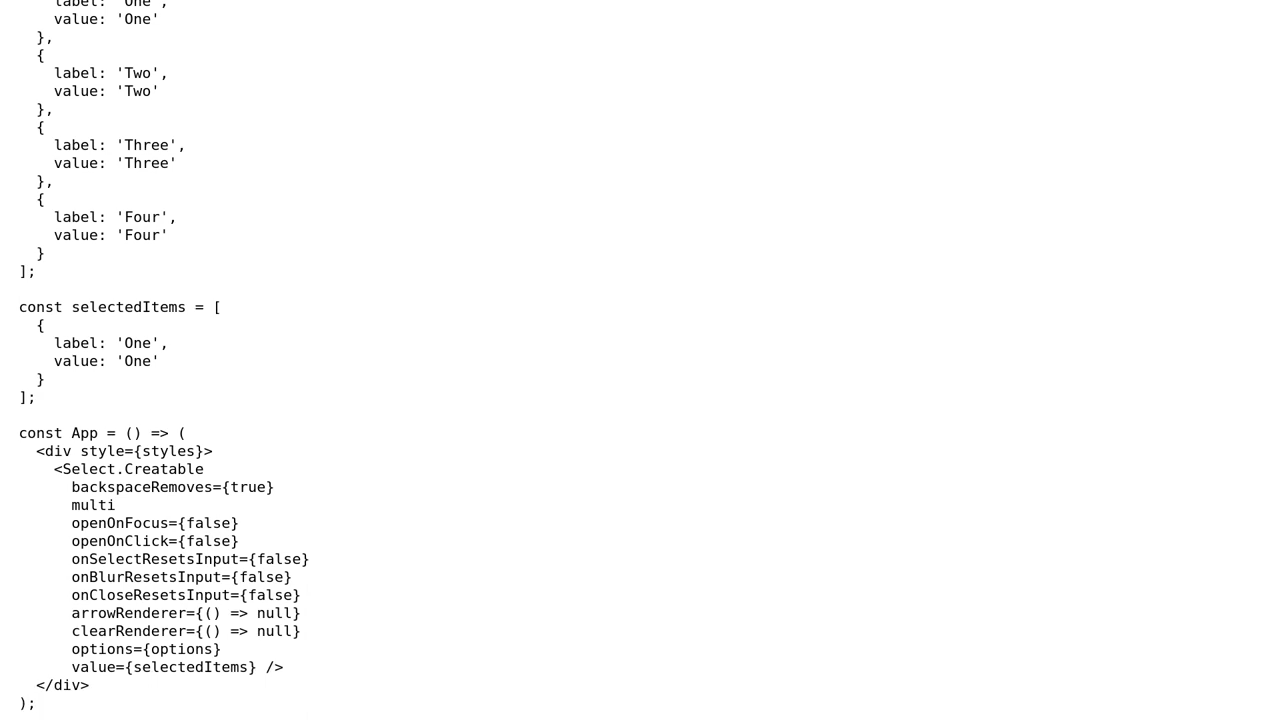 label: 'One',
value: 'One'
},
{
label: 'Two',
value: 'Two'
},
{
label: 'Three',
value: 'Three'
},
{
label: 'Four',
value: 'Four'
}
];
const selectedItems = [
{
label: 'One',
value: 'One'
}
];
const App = () => (
<div style={styles}>
<Select.Creatable
backspaceRemoves={true}
multi
openOnFocus={false}
openOnClick={false}
onSelectResetsInput={false}
onBlurResetsInput={false}
onCloseResetsInput={false}
arrowRenderer={() => null}
clearRenderer={() => null}
options={options}
value={selectedItems} />
</div>
);